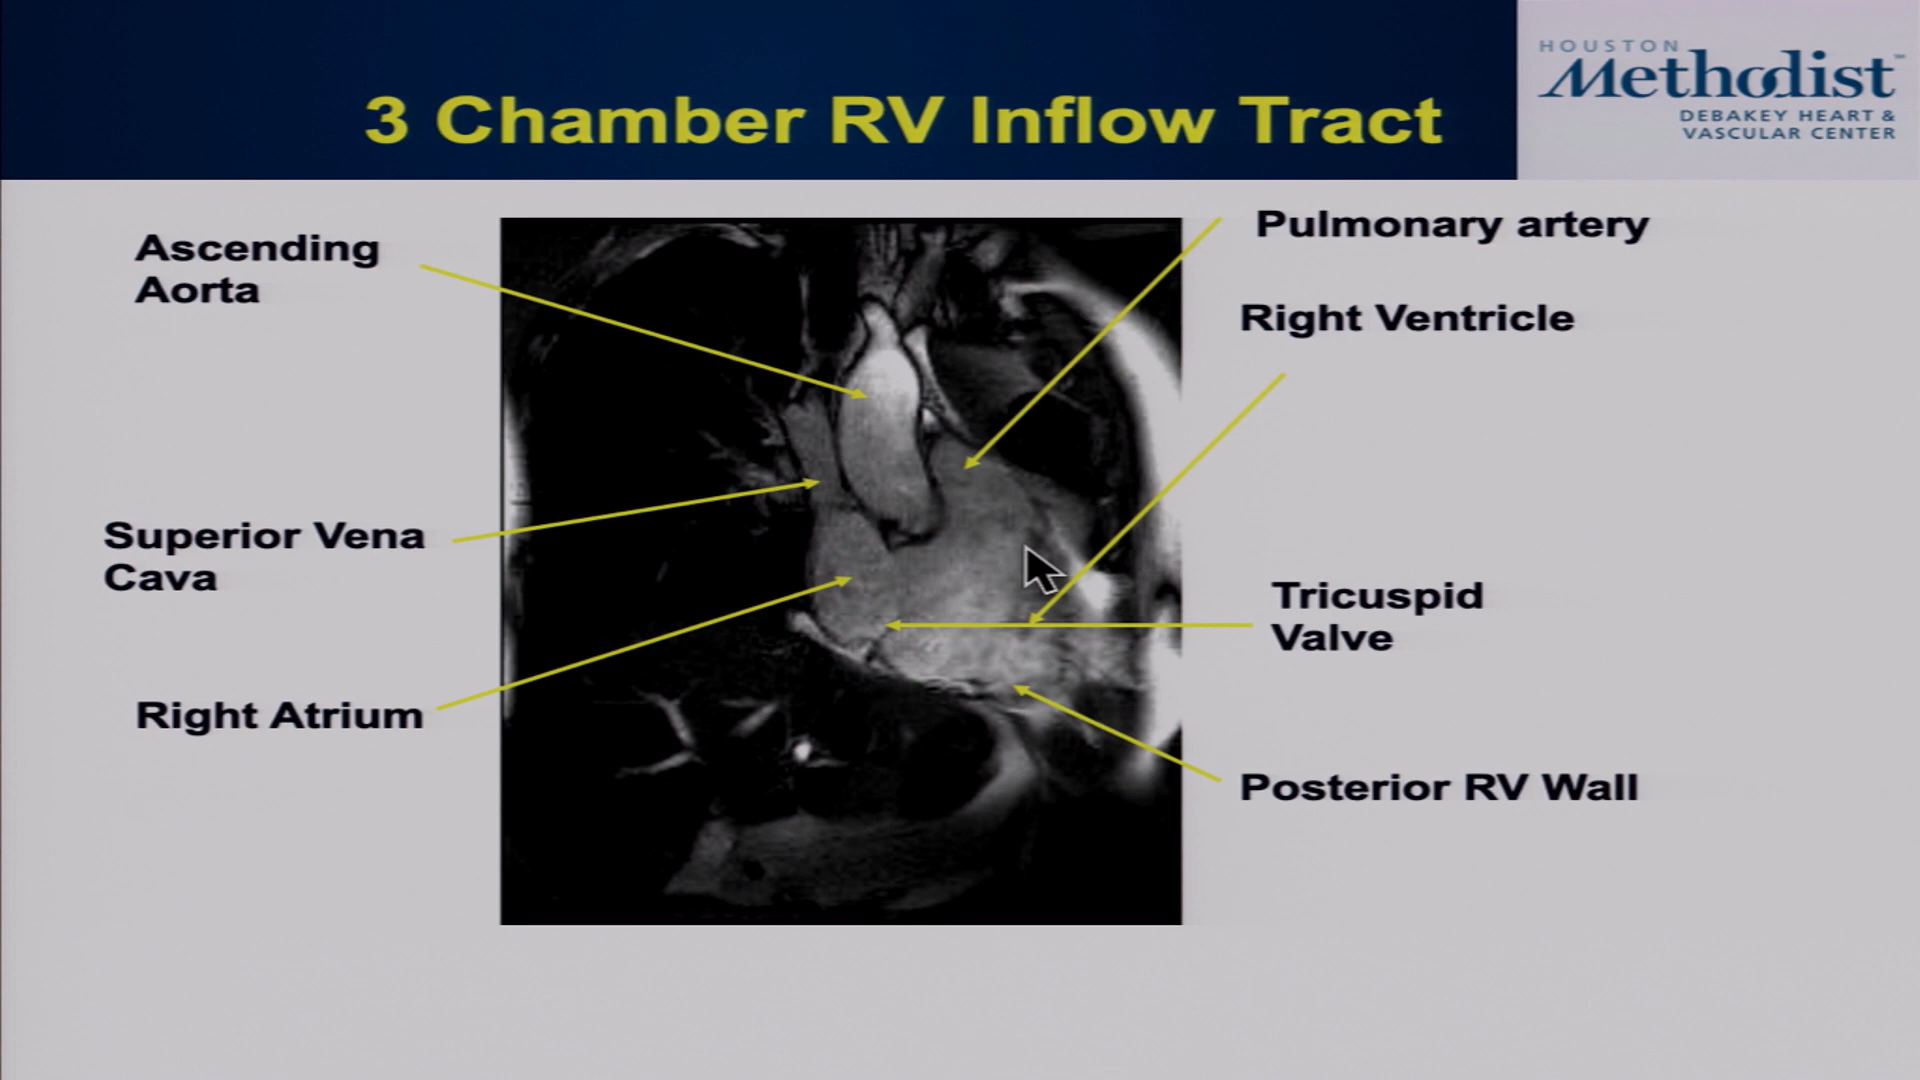 3 Chamber RV Inflow Tract
HOUSTON
Methodist
DEBAKEY HEART &
VASCULAR CENTER
Ascending
Aorta
Superior Vena
Cava
Right Atrium
Pulmonary artery
Right Ventricle
Tricuspid
Valve
Posterior RV Wall